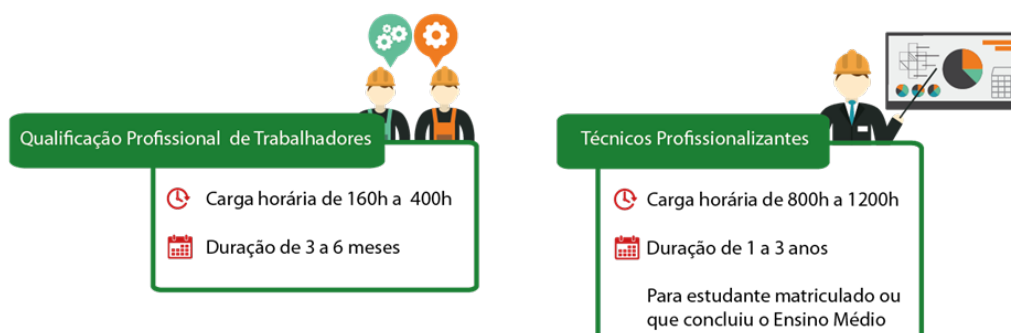 Qualificação Profissional de Trabalhadores
Carga horária de 160h a 400h
Duração de 3 a 6 meses
Técnicos Profissionalizantes
Carga horária de 800h a 1200h
Duração de 1 a 3 anos
Para estudante matriculado ou
que concluiu o Ensino Médio